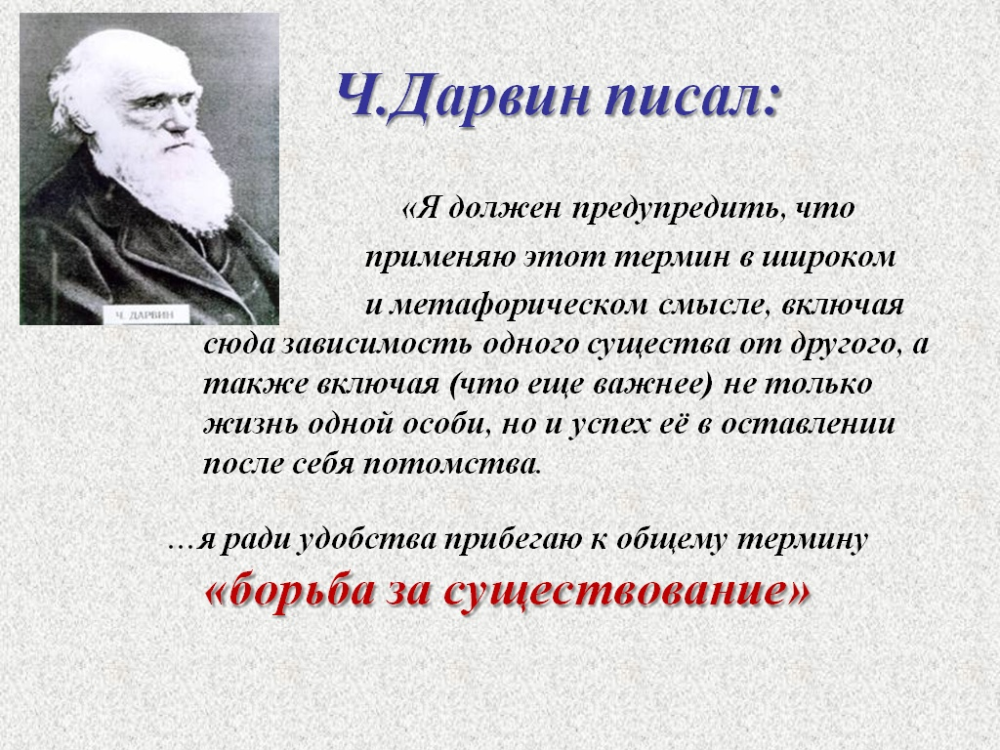 Ч.Дарвин писал:
«Я должен предупредить, что
применяю этот термин в широком
и метафорическом смысле, включая
сюда зависимость одного существа от другого, а
также включая (что еще важнее) не только
жизнь одной особи, но и успех её в оставлении
после себя потомства.
…я ради удобства прибегаю к общему термину
«борьба за существование»
Ч. ДАРВИН